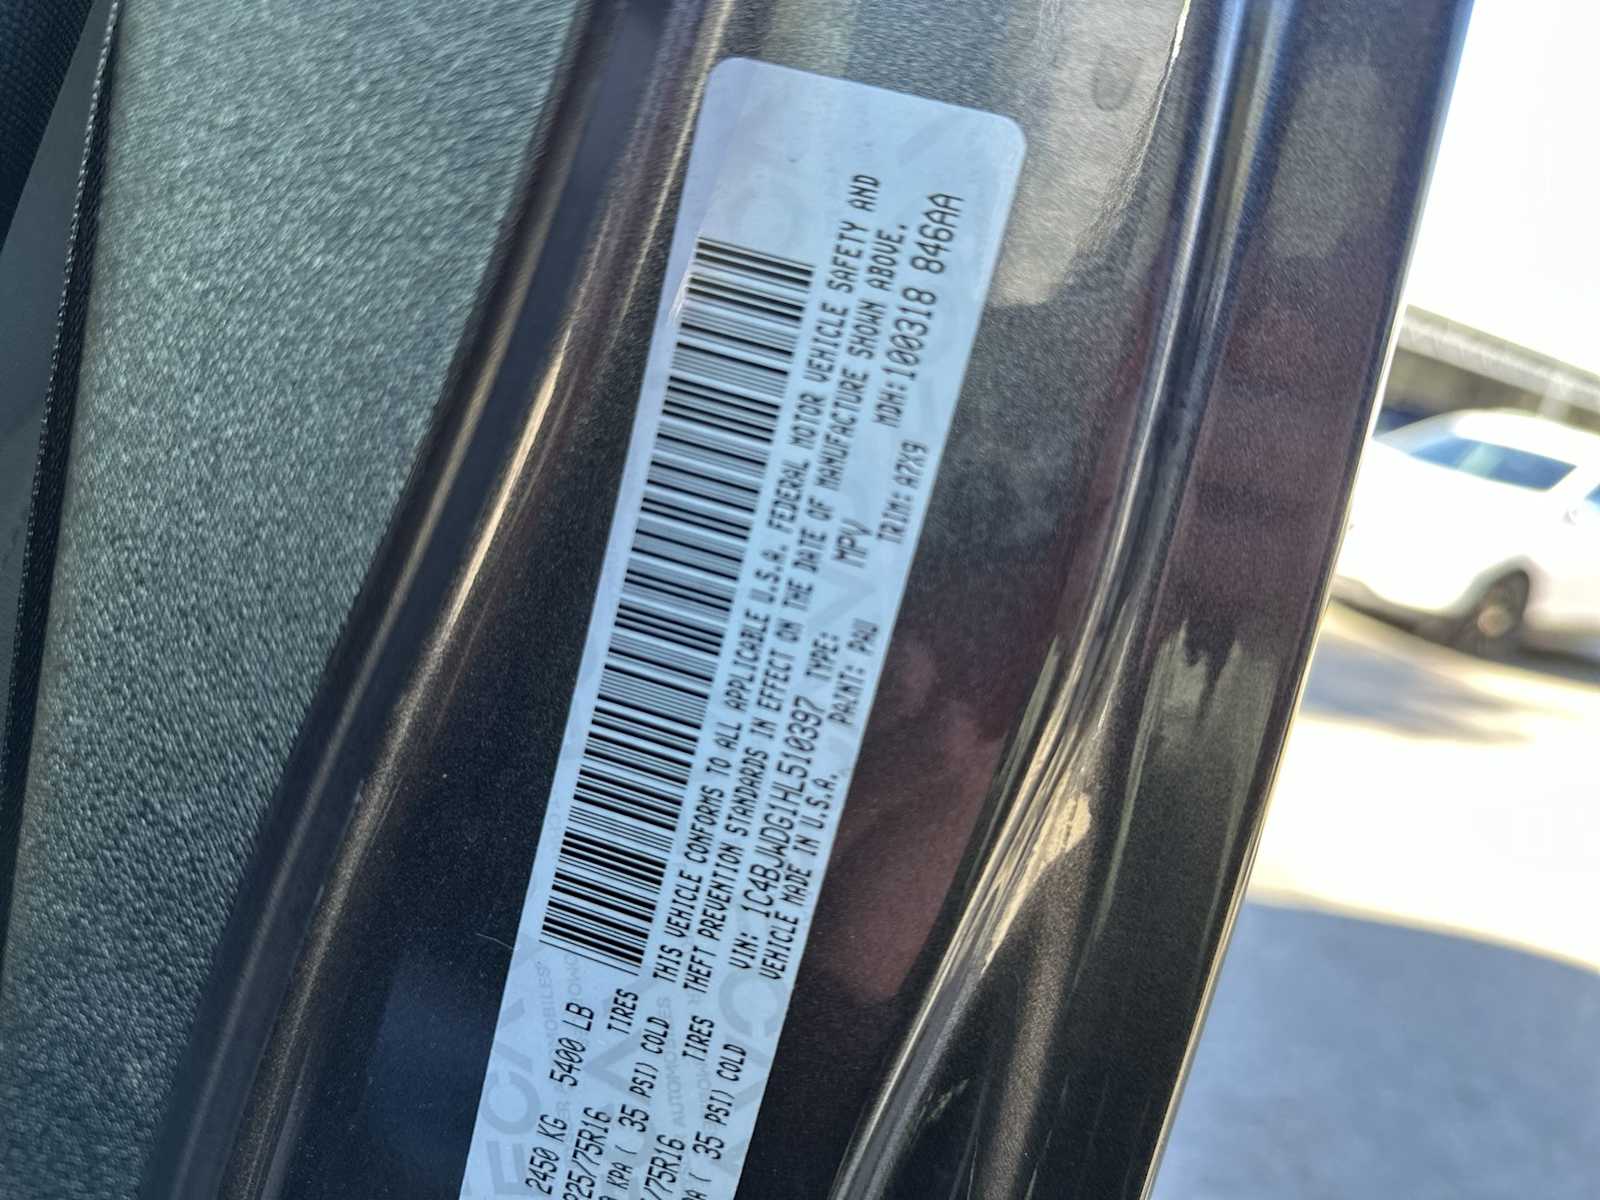 2450 KG 5400 LB
225/75R16 TIRES
KPA ( 35 PSI) COLD
/75R16 TIRES
KPA ( 35 PSI) COLD
THIS VEHICLE CONFORMS TO ALL APPLICABLE U.S.A. FEDERAL MOTOR VEHICLE SAFETY AND
THEFT PREVENTION STANDARDS IN EFFECT ON THE DATE OF MANUFACTURE SHOWN ABOVE.
VIN: 1C4BJWDG1HL510397 TYPE: MPV MDH:100318 846AA
VEHICLE MADE IN U.S.A. PAINT: PAU TRIM: A7X9